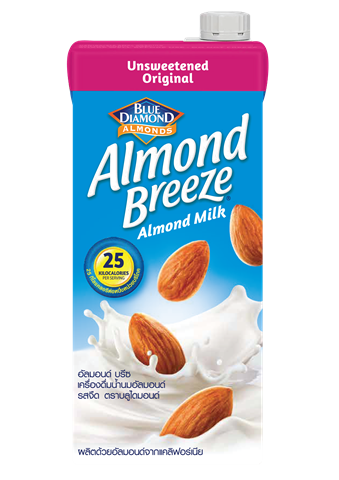 Unsweetened
Original
BLUE
DIAMOND
ALMONDS
Almond
Breeze®
Almond Milk
25
KILOCALORIES
PER SERVING
อัลมอนด์ บรีซ
เครื่องดื่มน้ำนมอัลมอนด์
รสจืด ตราบลูไดมอนด์
ผลิตด้วยอัลมอนด์จากแคลิฟอร์เนีย